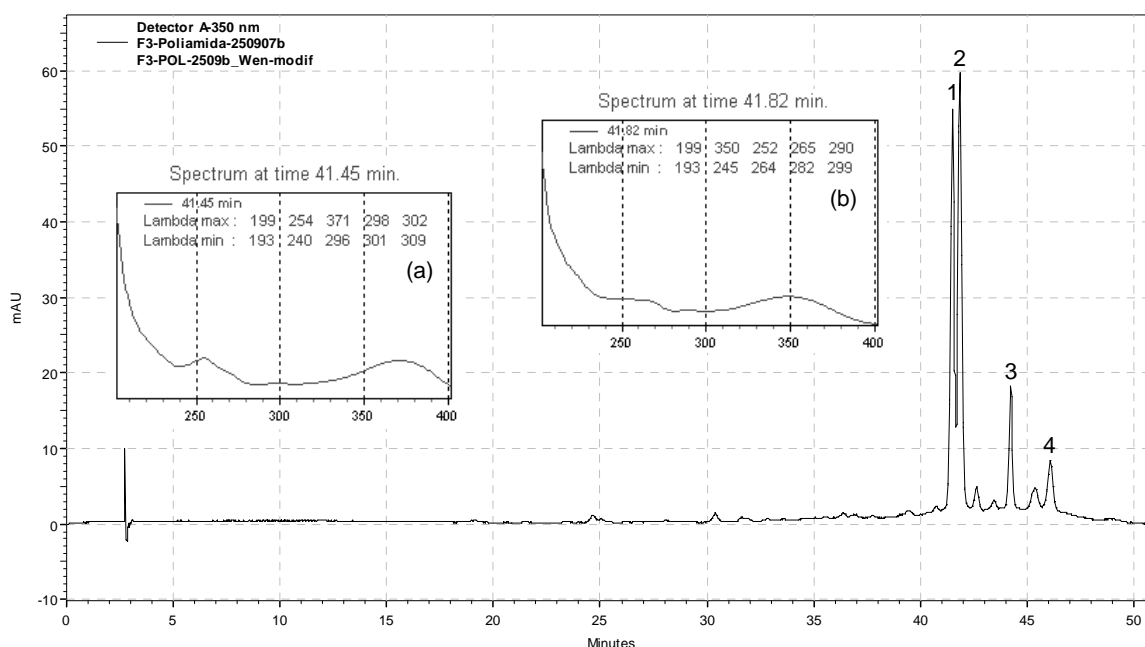 Detector A-350 nm
F3-Poliamida-250907b
F3-POL-2509b_Wen-modif
Spectrum at time 41.45 min.
41.45 min
Lambda max : 199 254 371 298 302
Lambda min : 193 240 296 301 309
(a)
250 300 350 400
Spectrum at time 41.82 min.
41.82 min
Lambda max : 199 350 252 265 290
Lambda min : 193 245 264 282 299
(b)
250 300 350 400
1
2
3
4
mAU
60
50
40
30
20
10
0
-10
0 5 10 15 20 25 30 35 40 45 50
Minutes